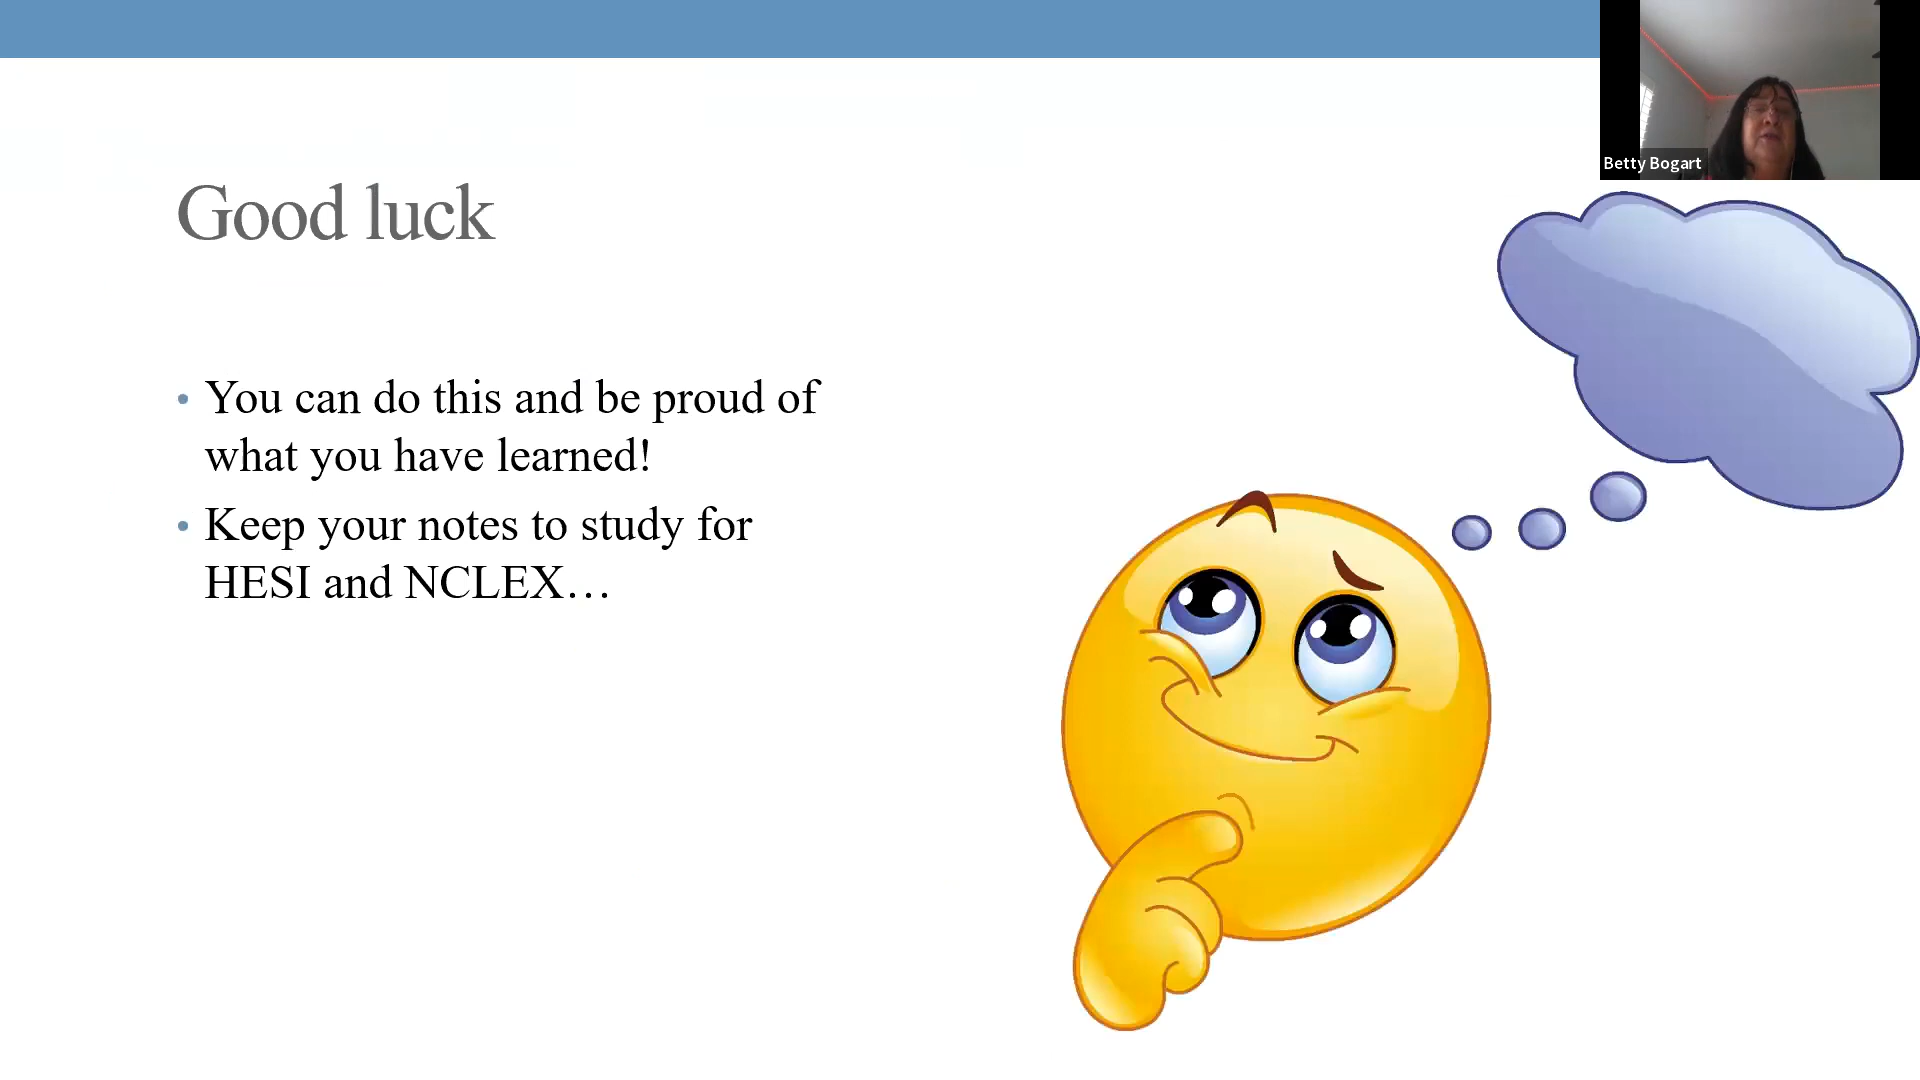 Betty Bogart
Good luck
• You can do this and be proud of
what you have learned!
• Keep your notes to study for
HESI and NCLEX…